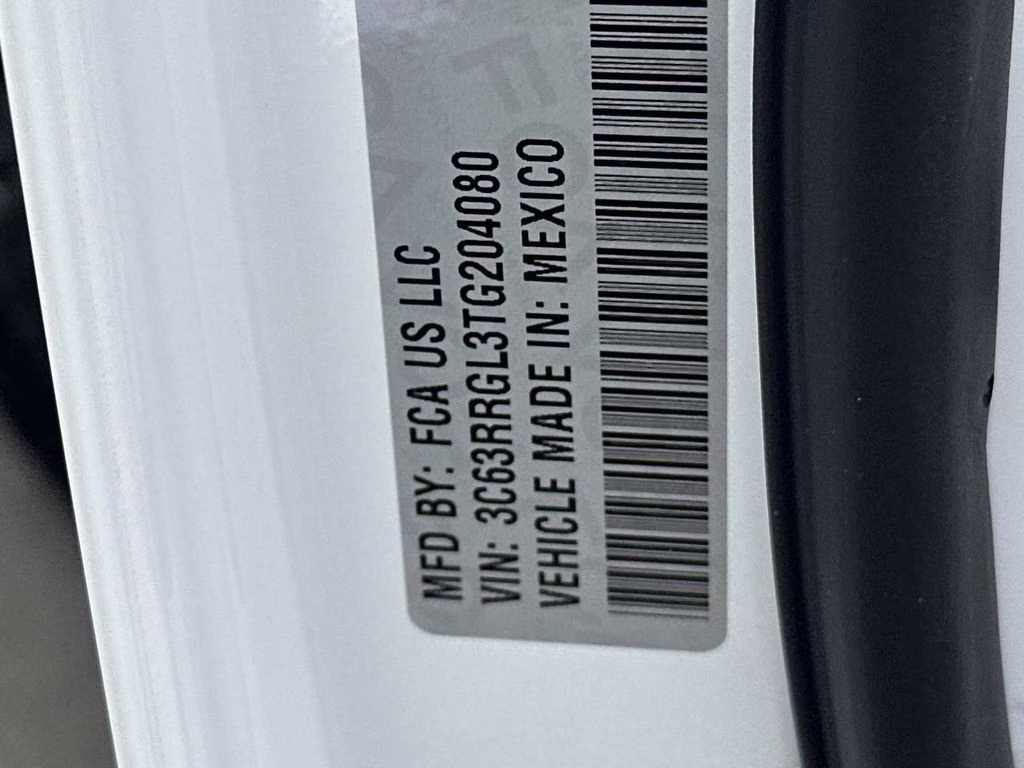 MFD BY: FCA US LLC
VIN: 3C63RRGL3TG204080
VEHICLE MADE IN: MEXICO